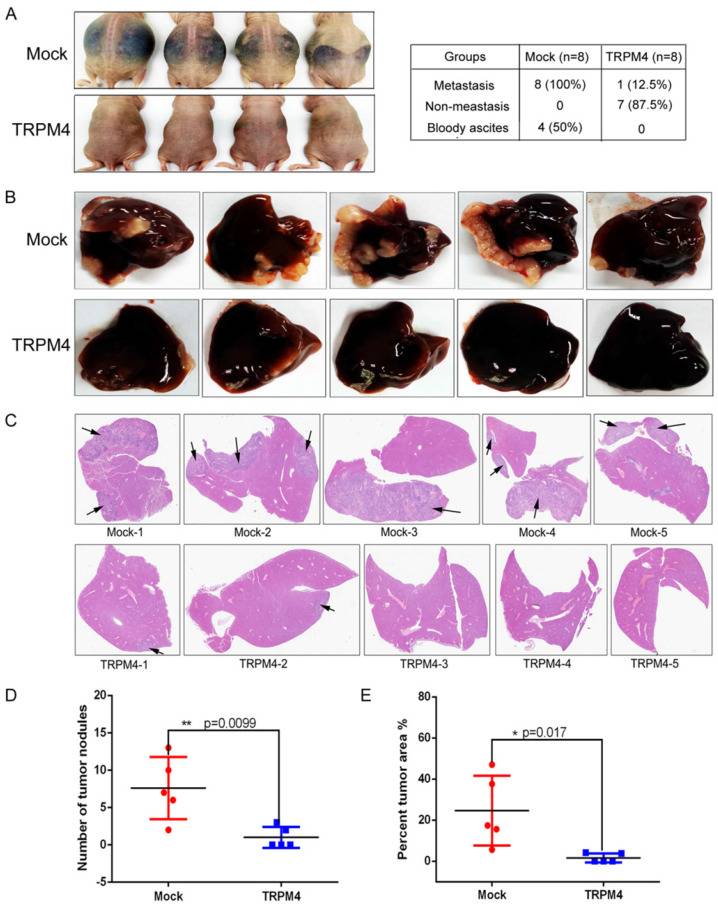 A
Mock
TRPM4
Groups Mock (n=8) TRPM4 (n=8)
Metastasis 8 (100%) 1 (12.5%)
Non-meastasis 0 7 (87.5%)
Bloody ascites 4 (50%) 0
B
Mock
TRPM4
C
Mock-1 Mock-2 Mock-3 Mock-4 Mock-5
TRPM4-1 TRPM4-2 TRPM4-3 TRPM4-4 TRPM4-5
D
Number of tumor nodules
20
15
10
5
0
-5
** p=0.0099
Mock TRPM4
E
Percent tumor area %
80
60
40
20
0
* p=0.017
Mock TRPM4